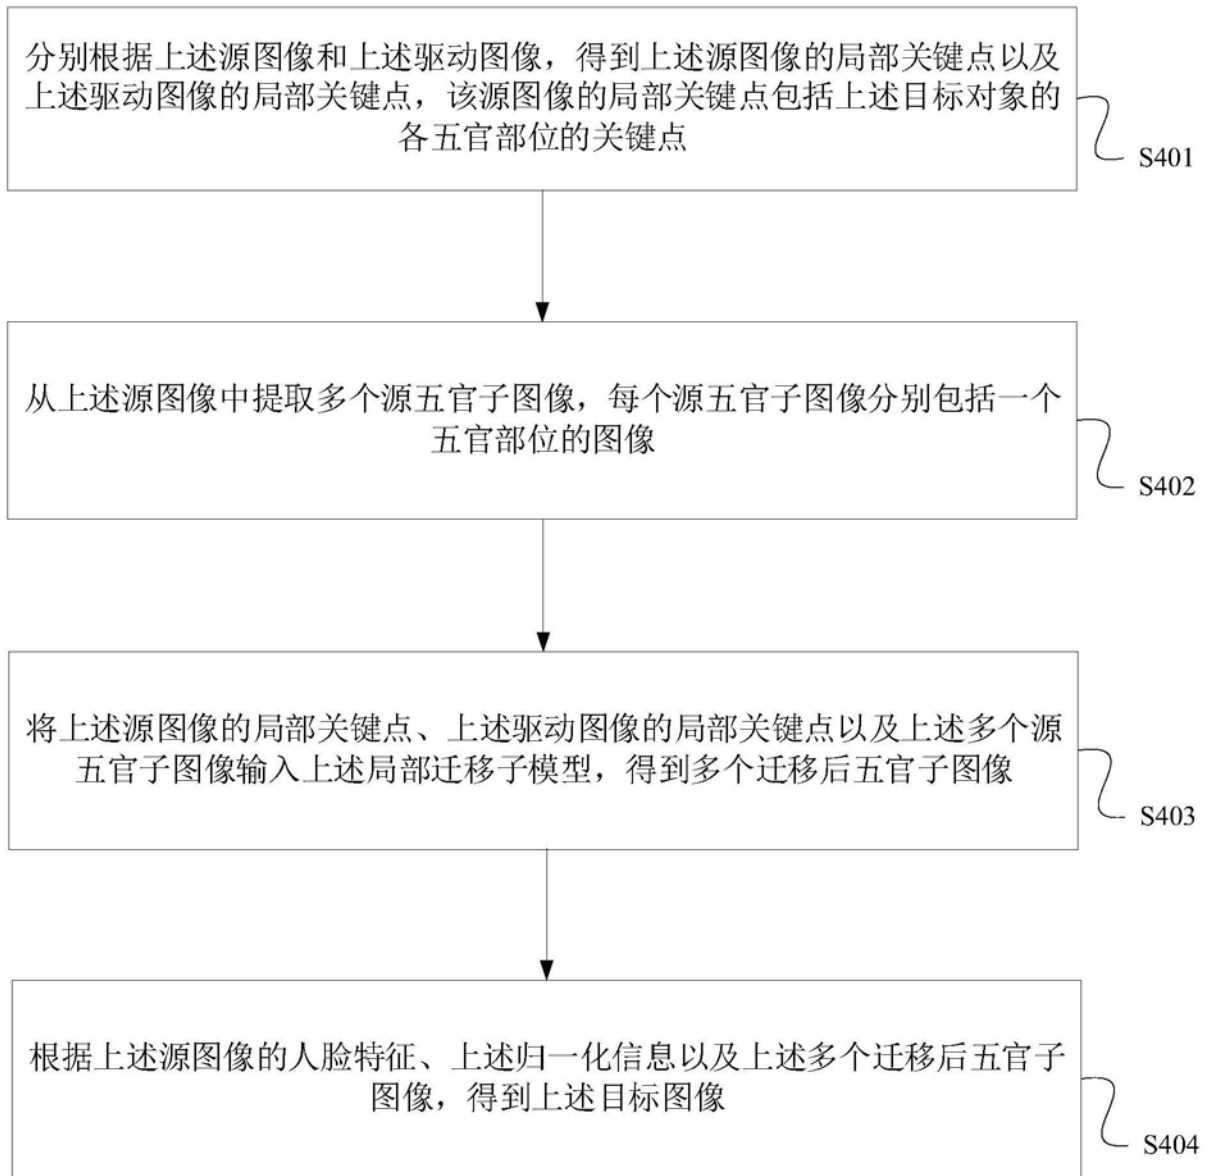 分别根据上述源图像和上述驱动图像，得到上述源图像的局部关键点以及
上述驱动图像的局部关键点，该源图像的局部关键点包括上述目标对象的
各五官部位的关键点
S401
从上述源图像中提取多个源五官子图像，每个源五官子图像分别包括一个
五官部位的图像
S402
将上述源图像的局部关键点、上述驱动图像的局部关键点以及上述多个源
五官子图像输入上述局部迁移子模型，得到多个迁移后五官子图像
S403
根据上述源图像的人脸特征、上述归一化信息以及上述多个迁移后五官子
图像，得到上述目标图像
S404